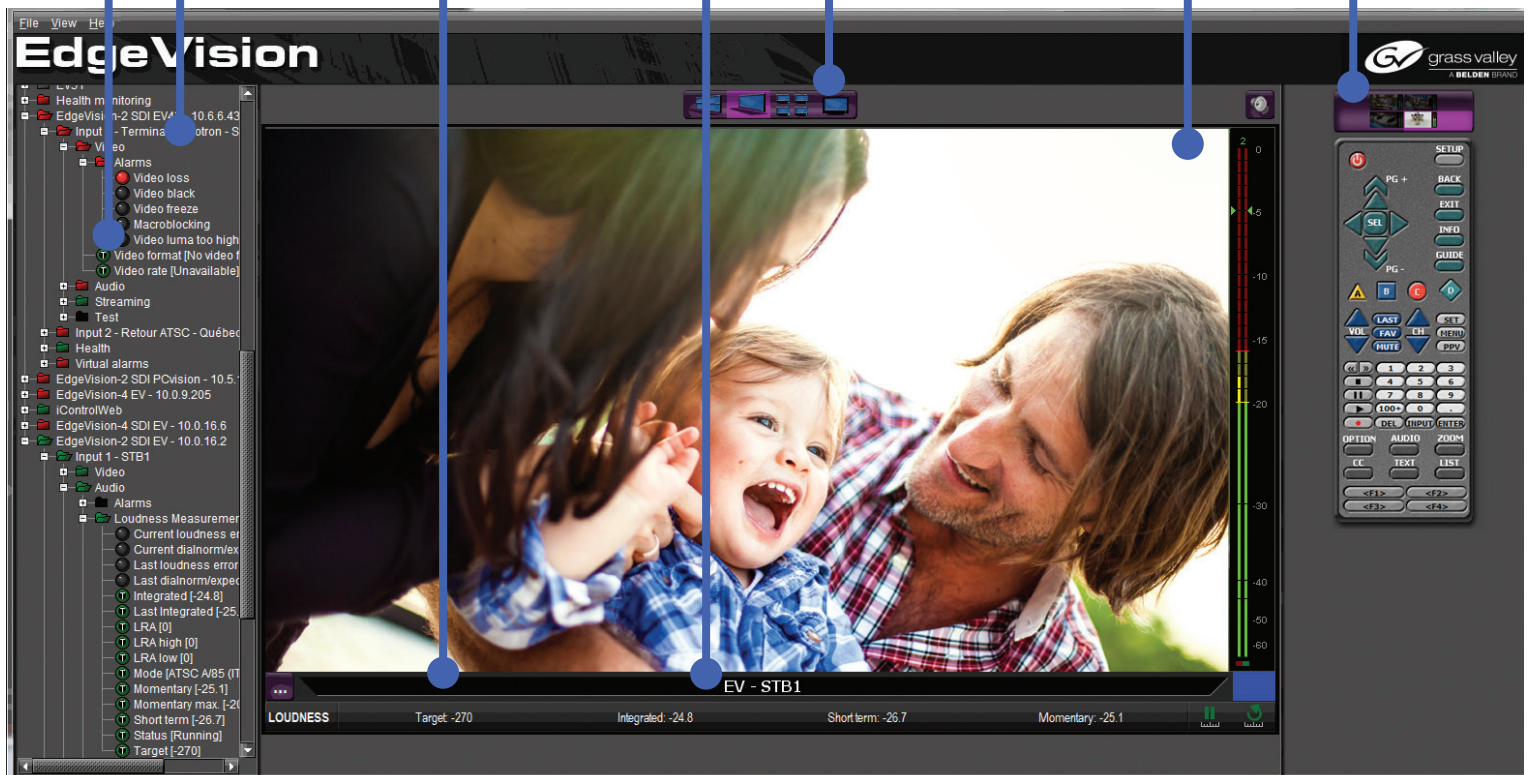 File View Help
EdgeVision
grass valley
A BELDEN BRAND
Health monitoring
EdgeVision-2 SDI 10.6.6.43
Input - S
Video
Alarms
Video loss
Video black
Video freeze
Macroblocking
Video luma too high
Video format [No video f
Video rate [Unavailable]
Audio
Streaming
Test
Input 2 - Retour ATSC - Québec
Health
Virtual alarms
EdgeVision-2 SDI PCvision - 10.5.
EdgeVision-4 EV - 10.0.9.205
iControlWeb
EdgeVision-4 SDI EV - 10.0.16.6
EdgeVision-2 SDI EV - 10.0.16.2
Input 1 - STB1
Video
Audio
Alarms
Loudness Measuremen
Current loudness er
Current dialnorm/ex
Last loudness error
Last dialnorm/expec
Integrated [-24.8]
Last Integrated [-25.
LRA [0]
LRA high [0]
LRA low [0]
Mode [ATSC A/85 (IT
Momentary [-25.1]
Momentary max. [-20
Short term [-26.7]
Status [Running]
Target [-270]
2
0
-5
-10
-15
-20
-30
-40
-50
-60
...
EV - STB1
LOUDNESS Target: -270 Integrated: -24.8 Short term: -26.7 Momentary: -25.1
SETUP
PG + BACK
EXIT
SEL INFO
GUIDE
PG -
A B C D
LAST SET
VOL FAV CH MENU
MUTE PPV
« » 1 2 3
4 5 6
7 8 9
100+ 0 .
DEL INPUT ENTER
OPTION AUDIO ZOOM
CC TEXT LIST
<F1> <F2>
<F3> <F4>